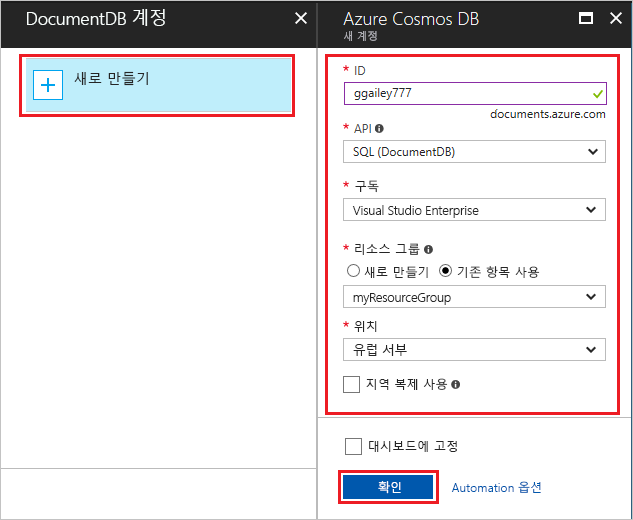 DocumentDB 계정
새로 만들기
Azure Cosmos DB
새 계정
* ID
ggailey777
documents.azure.com
* API
SQL (DocumentDB)
* 구독
Visual Studio Enterprise
* 리소스 그룹
새로 만들기 기존 항목 사용
myResourceGroup
* 위치
유럽 서부
지역 복제 사용
대시보드에 고정
확인 Automation 옵션